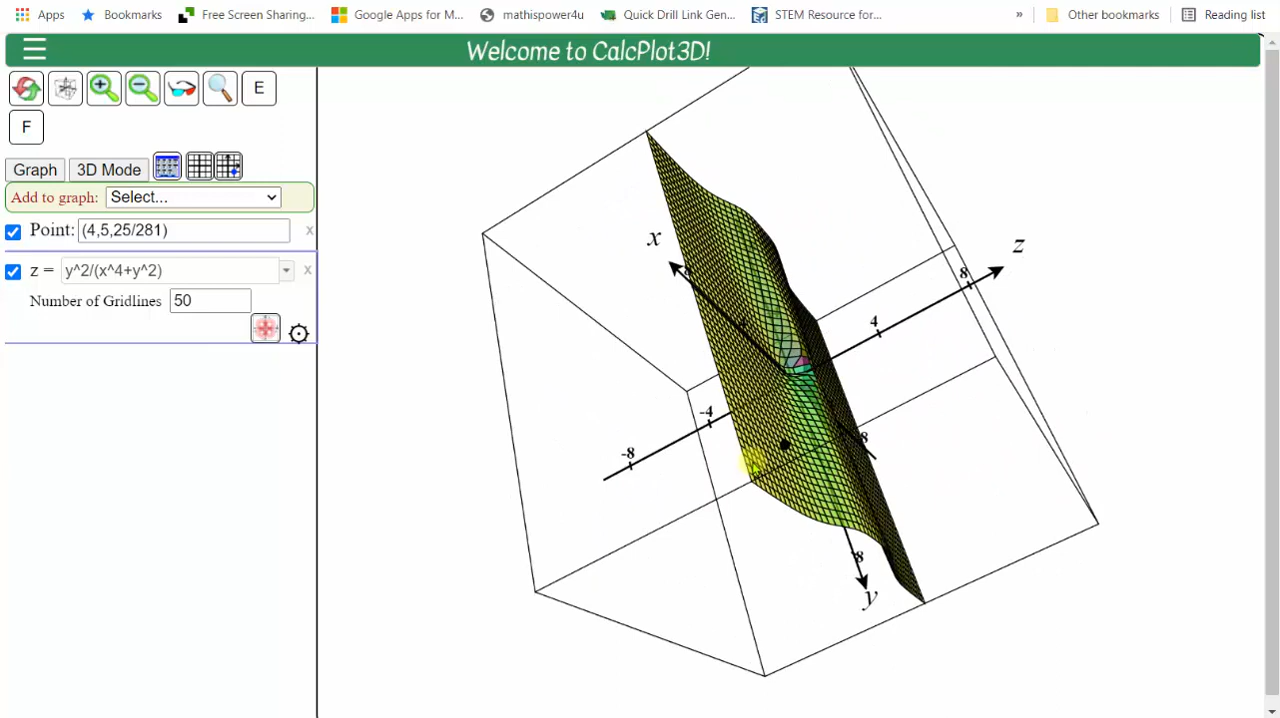 Apps Bookmarks Free Screen Sharing... Google Apps for M... mathispower4u Quick Drill Link Gen... STEM Resource for... » Other bookmarks Reading list
☰ Welcome to CalcPlot3D!
E
F
Graph 3D Mode
Add to graph: Select...
Point: (4,5,25/281) x
z = y^2/(x^4+y^2) x
Number of Gridlines 50
x
z
8
8
4
-4
-8
8
8
y